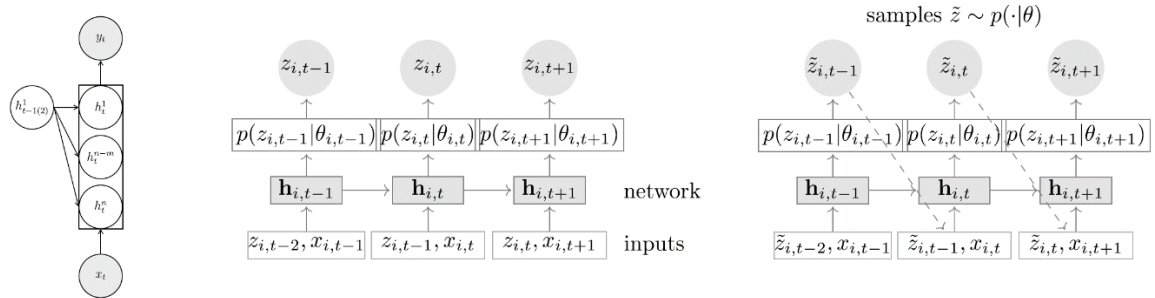 samples z̃ ∼ p(·|θ)
y_t
h^1_{t−1(2)}
h^1_t
h^{n−m}_t
h^n_t
x_t
z_{i,t−1} z_{i,t} z_{i,t+1}
p(z_{i,t−1}|θ_{i,t−1}) p(z_{i,t}|θ_{i,t}) p(z_{i,t+1}|θ_{i,t+1})
h_{i,t−1} h_{i,t} h_{i,t+1} network
z_{i,t−2}, x_{i,t−1} z_{i,t−1}, x_{i,t} z_{i,t}, x_{i,t+1} inputs
z̃_{i,t−1} z̃_{i,t} z̃_{i,t+1}
p(z_{i,t−1}|θ_{i,t−1}) p(z_{i,t}|θ_{i,t}) p(z_{i,t+1}|θ_{i,t+1})
h_{i,t−1} h_{i,t} h_{i,t+1}
z̃_{i,t−2}, x_{i,t−1} z̃_{i,t−1}, x_{i,t} z̃_{i,t}, x_{i,t+1}